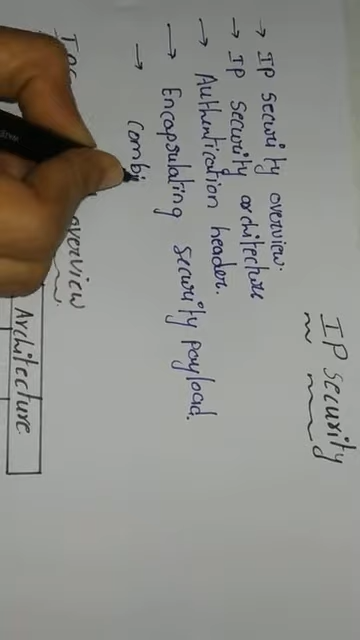 IP security
→ IP security overview.
→ IP Security architecture
→ Authentication header.
→ Encapsulating security payload.
→ Combi
overview
Architecture